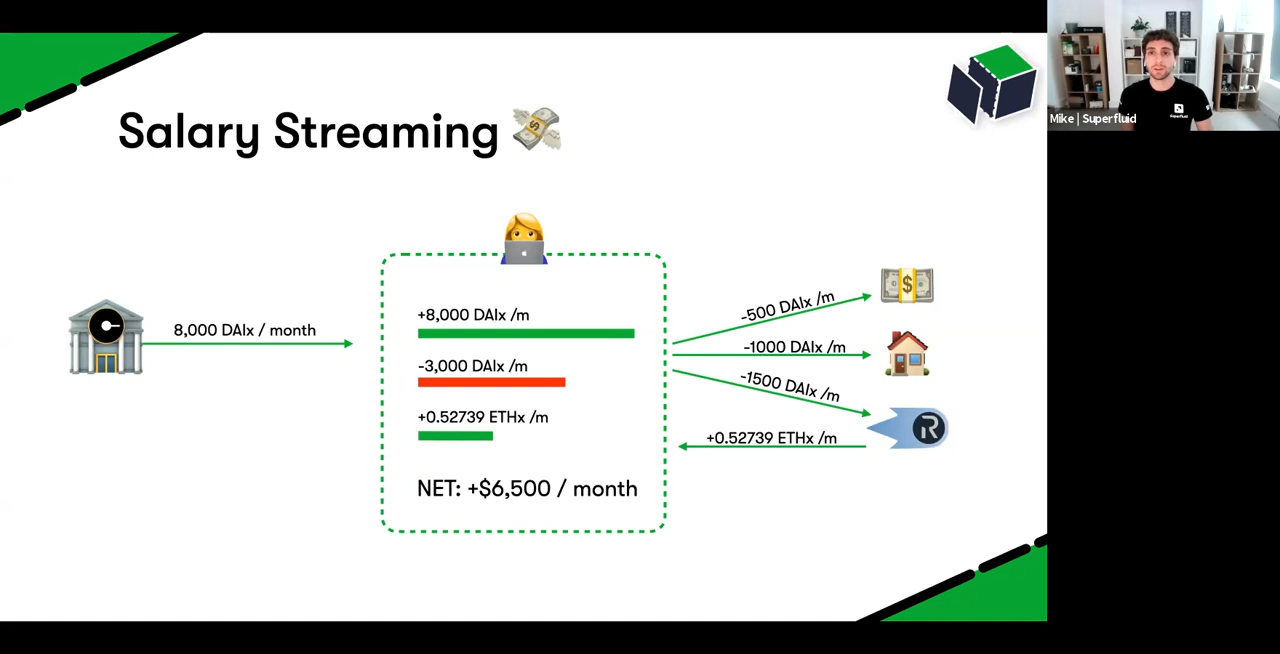 Salary Streaming
8,000 DAIx / month
+8,000 DAIx /m
-3,000 DAIx /m
+0.52739 ETHx /m
NET: +$6,500 / month
-500 DAIx /m
-1000 DAIx /m
-1500 DAIx /m
+0.52739 ETHx /m
Mike | Superfluid
Superfluid